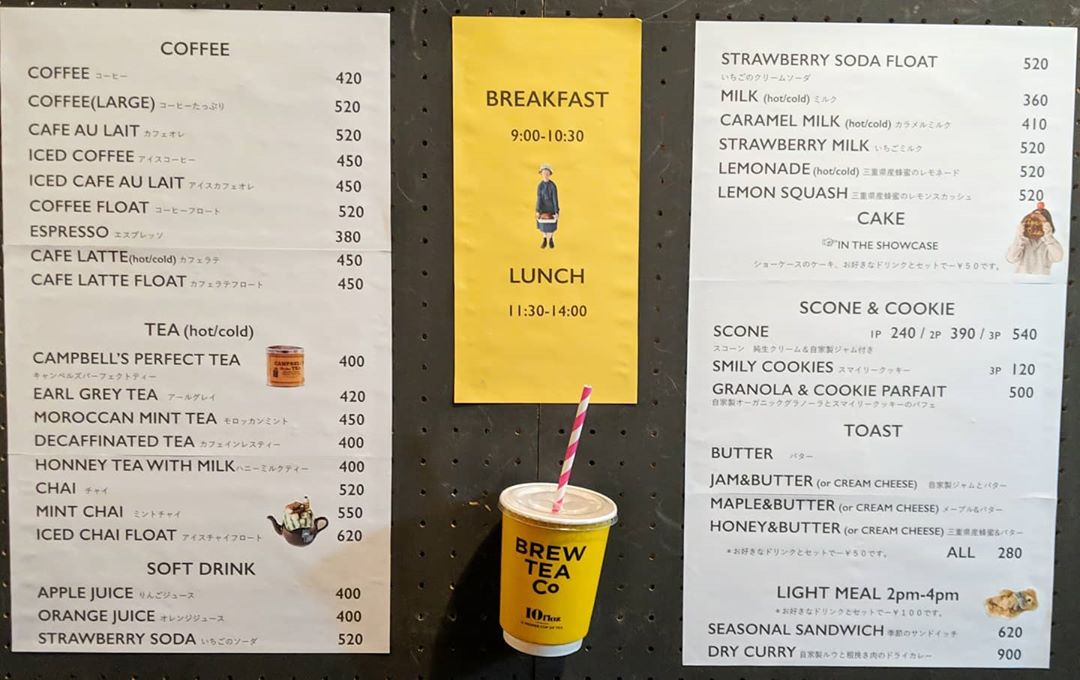 COFFEE
COFFEE コーヒー 420
COFFEE(LARGE) コーヒーたっぷり 520
CAFE AU LAIT カフェオレ 520
ICED COFFEE アイスコーヒー 450
ICED CAFE AU LAIT アイスカフェオレ 450
COFFEE FLOAT コーヒーフロート 520
ESPRESSO エスプレッソ 380
CAFE LATTE(hot/cold) カフェラテ 450
CAFE LATTE FLOAT カフェラテフロート 450
TEA (hot/cold)
CAMPBELL'S PERFECT TEA 400
キャンベルズパーフェクトティー
EARL GREY TEA アールグレイ 420
MOROCCAN MINT TEA モロッカンミント 450
DECAFFINATED TEA カフェインレスティー 400
HONNEY TEA WITH MILK ハニーミルクティー 400
CHAI チャイ 520
MINT CHAI ミントチャイ 550
ICED CHAI FLOAT アイスチャイフロート 620
SOFT DRINK
APPLE JUICE りんごジュース 400
ORANGE JUICE オレンジジュース 400
STRAWBERRY SODA いちごのソーダ 520
BREAKFAST
9:00-10:30
LUNCH
11:30-14:00
BREW
TEA
Co
10floz
STRAWBERRY SODA FLOAT 520
いちごのクリームソーダ
MILK (hot/cold) ミルク 360
CARAMEL MILK (hot/cold) カラメルミルク 410
STRAWBERRY MILK いちごミルク 520
LEMONADE (hot/cold) 三重県産蜂蜜のレモネード 520
LEMON SQUASH 三重県産蜂蜜のレモンスカッシュ 520
CAKE
☞IN THE SHOWCASE
ショーケースのケーキ、お好きなドリンクとセットでー¥50です。
SCONE & COOKIE
SCONE 1P 240 / 2P 390 / 3P 540
スコーン 純生クリーム&自家製ジャム付き
SMILY COOKIES スマイリークッキー 3P 120
GRANOLA & COOKIE PARFAIT 500
自家製オーガニックグラノーラとスマイリークッキーのパフェ
TOAST
BUTTER バター
JAM&BUTTER (or CREAM CHEESE) 自家製ジャムとバター
MAPLE&BUTTER (or CREAM CHEESE) メープル&バター
HONEY&BUTTER (or CREAM CHEESE) 三重県産蜂蜜&バター
*お好きなドリンクとセットでー¥50です。 ALL 280
LIGHT MEAL 2pm-4pm
*お好きなドリンクとセットでー¥100です。
SEASONAL SANDWICH 季節のサンドイッチ 620
DRY CURRY 自家製ルウと粗挽き肉のドライカレー 900